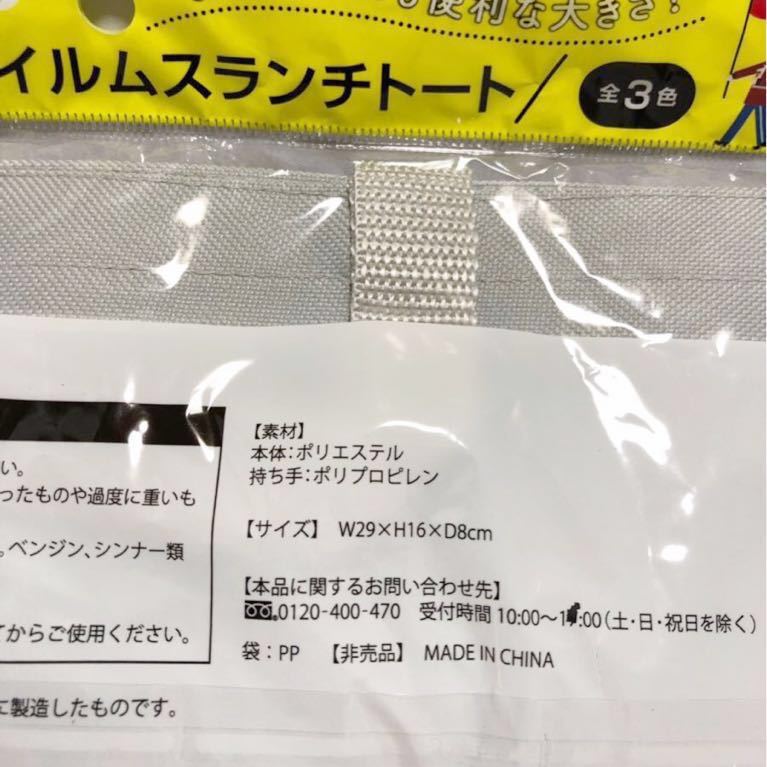 も便利な大きさ!
イルムスランチトート/ 全3色
い。
ったものや過度に重いも
。ベンジン、シンナー類
てからご使用ください。
に製造したものです。
【素材】
本体:ポリエステル
持ち手:ポリプロピレン
【サイズ】 W29×H16×D8cm
【本品に関するお問い合わせ先】
0120-400-470 受付時間 10:00~1 :00(土・日・祝日を除く)
袋:PP 【非売品】 MADE IN CHINA